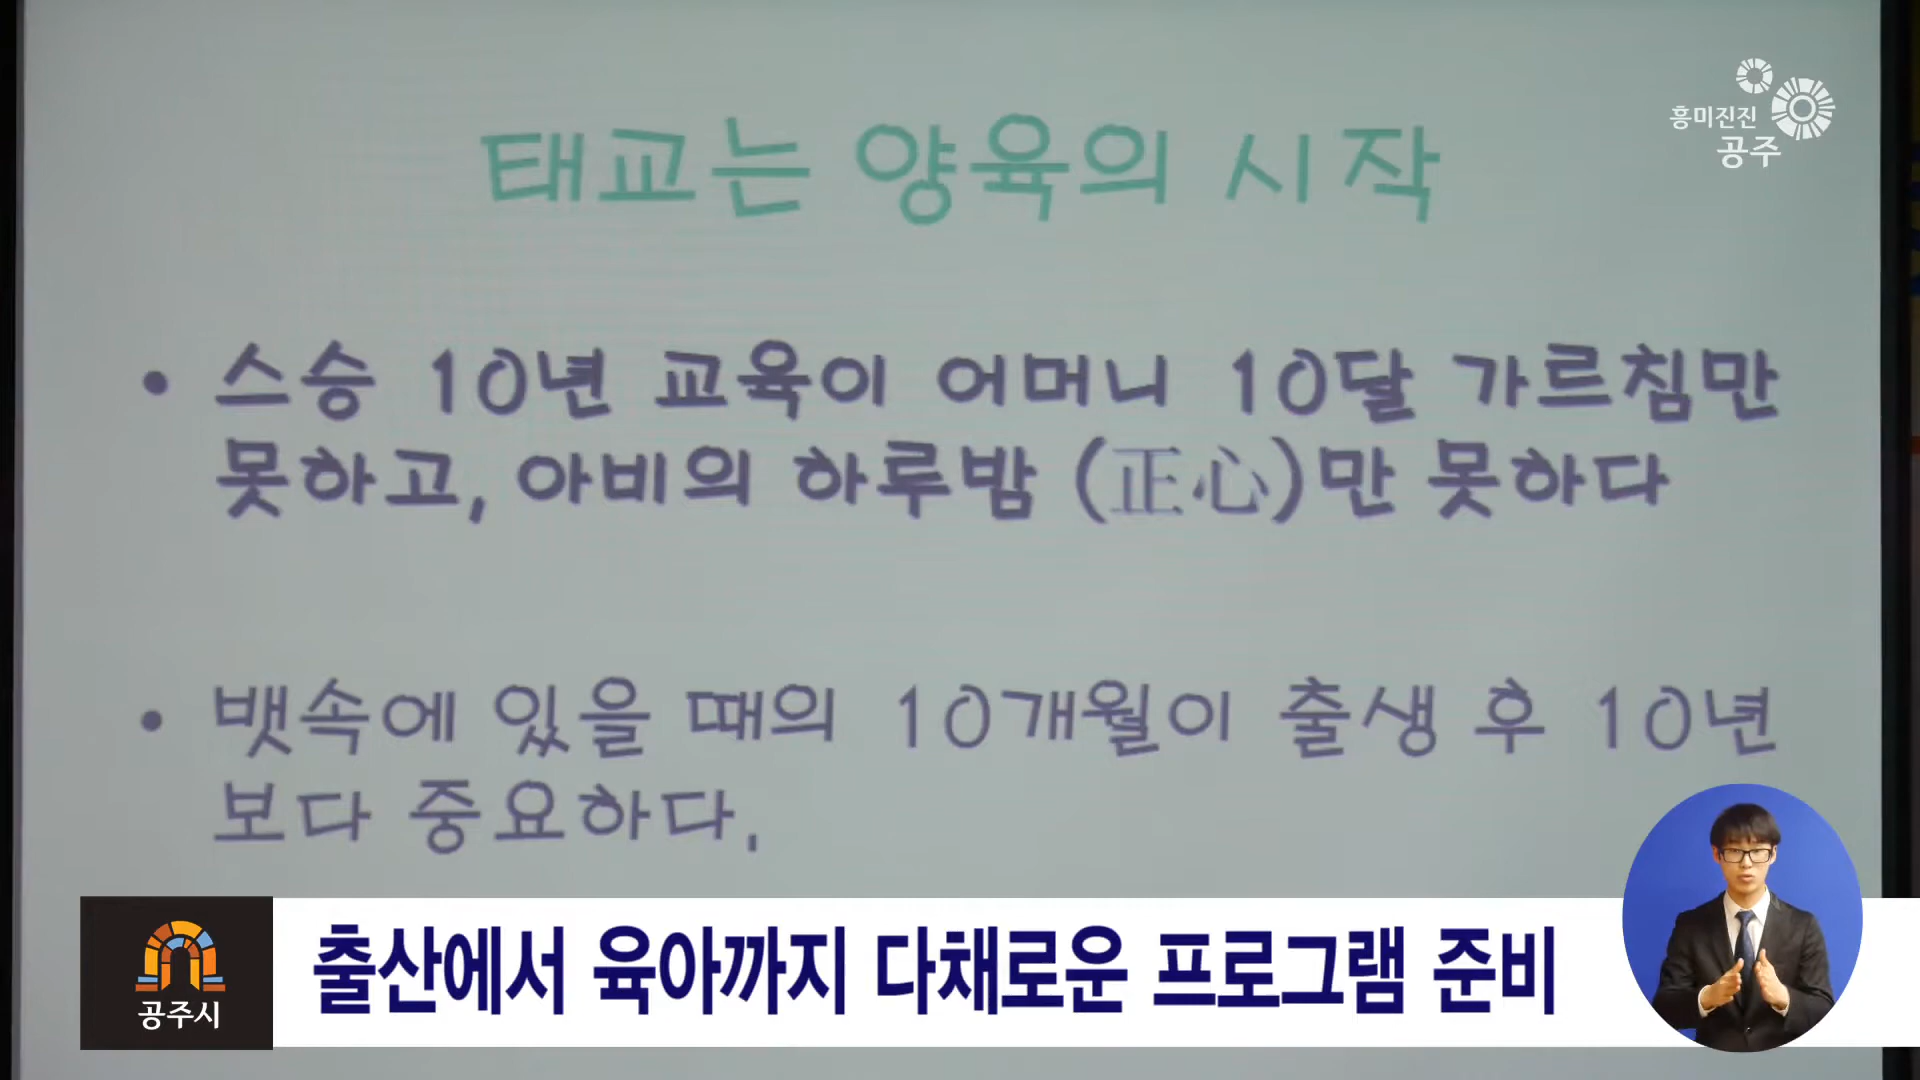 흥미진진
공주
태교는 양육의 시작
• 스승 10년 교육이 어머니 10달 가르침만
못하고, 아비의 하루밤 (正心)만 못하다
• 뱃속에 있을 때의 10개월이 출생 후 10년
보다 중요하다.
공주시
출산에서 육아까지 다채로운 프로그램 준비